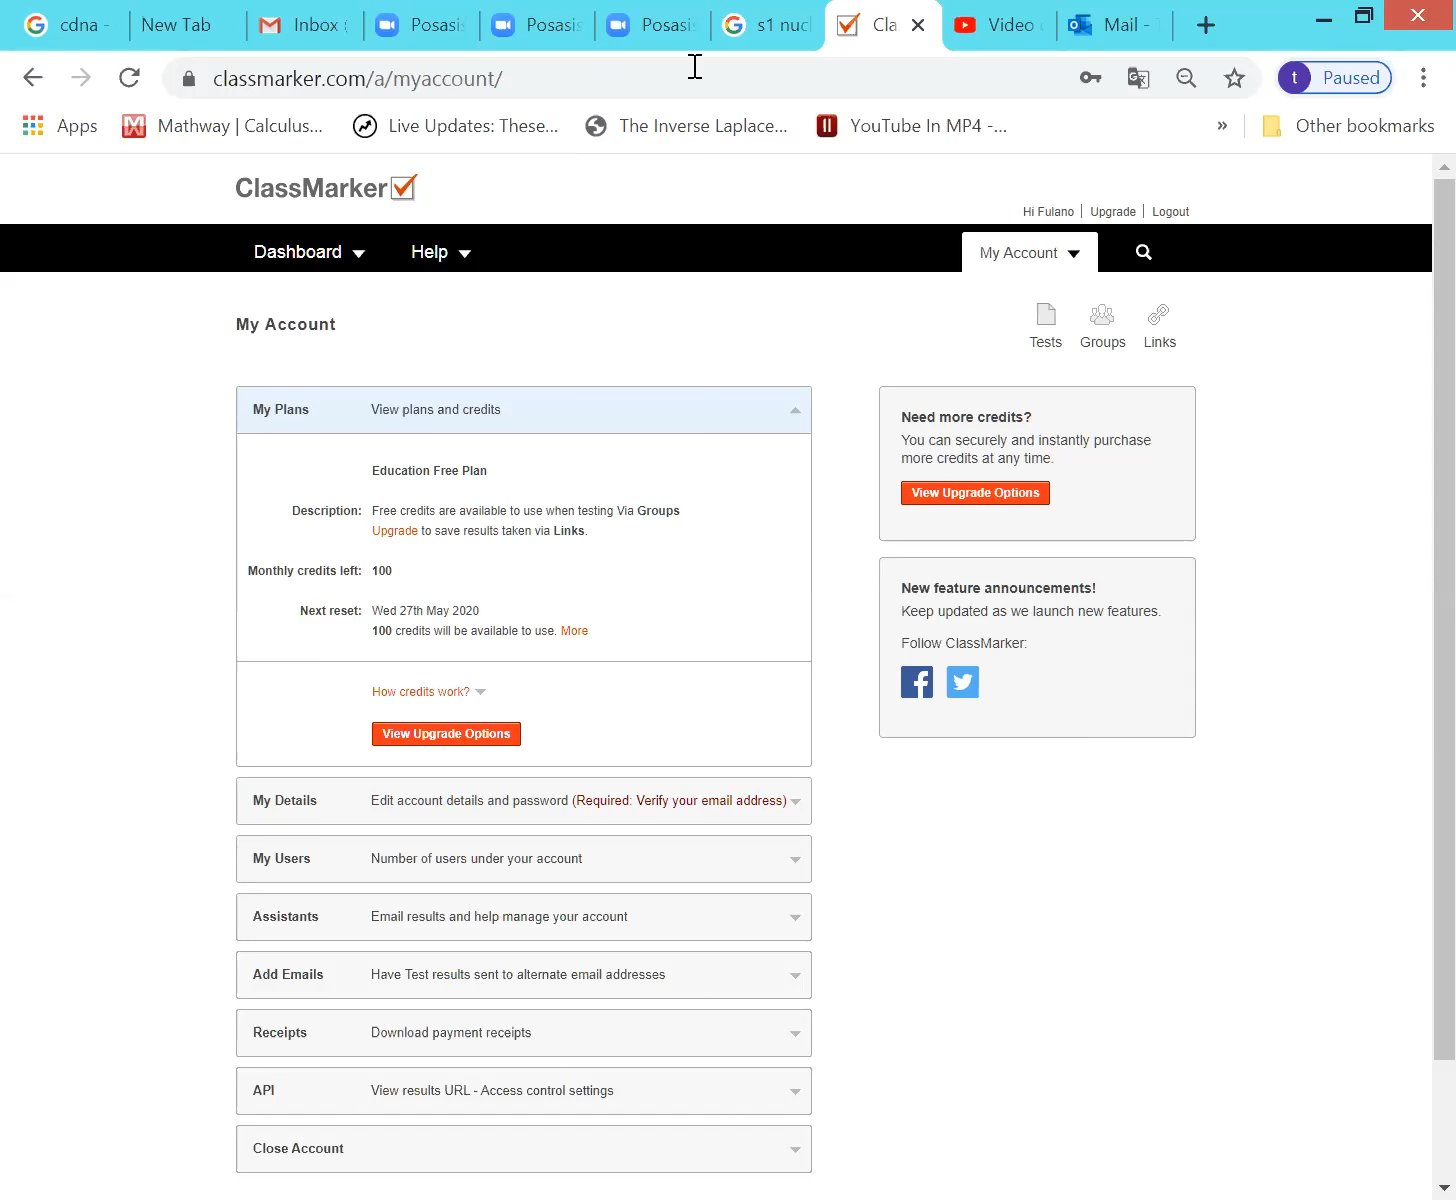 cdna -
New Tab
Inbox
Posasis
Posasis
Posasis
s1 nucl
Cla
Video
Mail -
classmarker.com/a/myaccount/
t Paused
Apps
Mathway | Calculus...
Live Updates: These...
The Inverse Laplace...
YouTube In MP4 -...
»
Other bookmarks
ClassMarker
Hi Fulano | Upgrade | Logout
Dashboard
Help
My Account
My Account
Tests
Groups
Links
My Plans View plans and credits
Education Free Plan
Description: Free credits are available to use when testing Via Groups
Upgrade to save results taken via Links.
Monthly credits left: 100
Next reset: Wed 27th May 2020
100 credits will be available to use. More
How credits work?
View Upgrade Options
Need more credits?
You can securely and instantly purchase
more credits at any time.
View Upgrade Options
New feature announcements!
Keep updated as we launch new features.
Follow ClassMarker:
My Details Edit account details and password (Required: Verify your email address)
My Users Number of users under your account
Assistants Email results and help manage your account
Add Emails Have Test results sent to alternate email addresses
Receipts Download payment receipts
API View results URL - Access control settings
Close Account